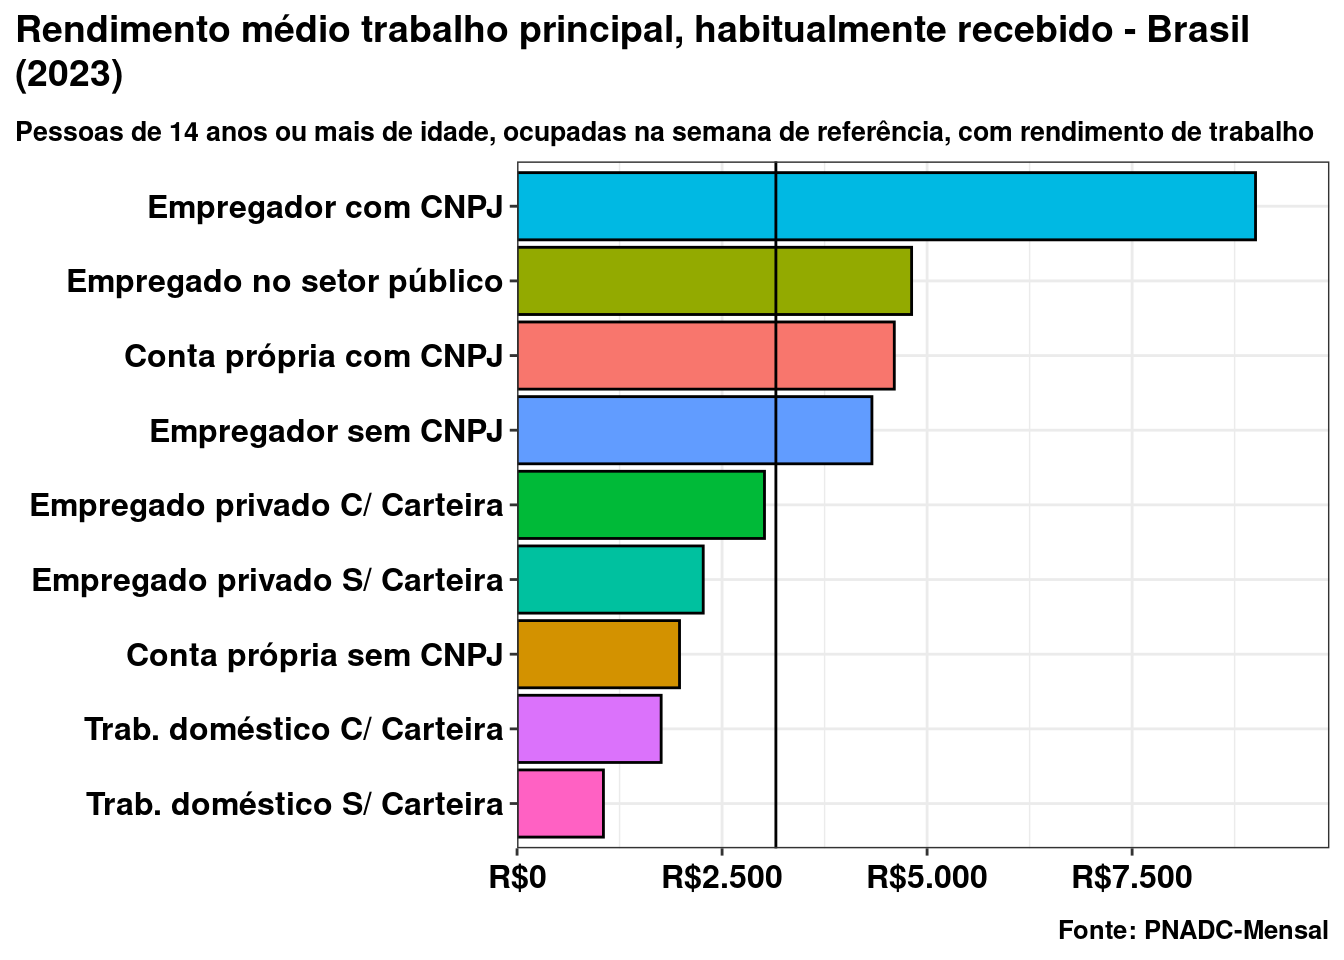 Rendimento médio trabalho principal, habitualmente recebido - Brasil
(2023)
Pessoas de 14 anos ou mais de idade, ocupadas na semana de referência, com rendimento de trabalho
Empregador com CNPJ
Empregado no setor público
Conta própria com CNPJ
Empregador sem CNPJ
Empregado privado C/ Carteira
Empregado privado S/ Carteira
Conta própria sem CNPJ
Trab. doméstico C/ Carteira
Trab. doméstico S/ Carteira
R$0 R$2.500 R$5.000 R$7.500
Fonte: PNADC-Mensal